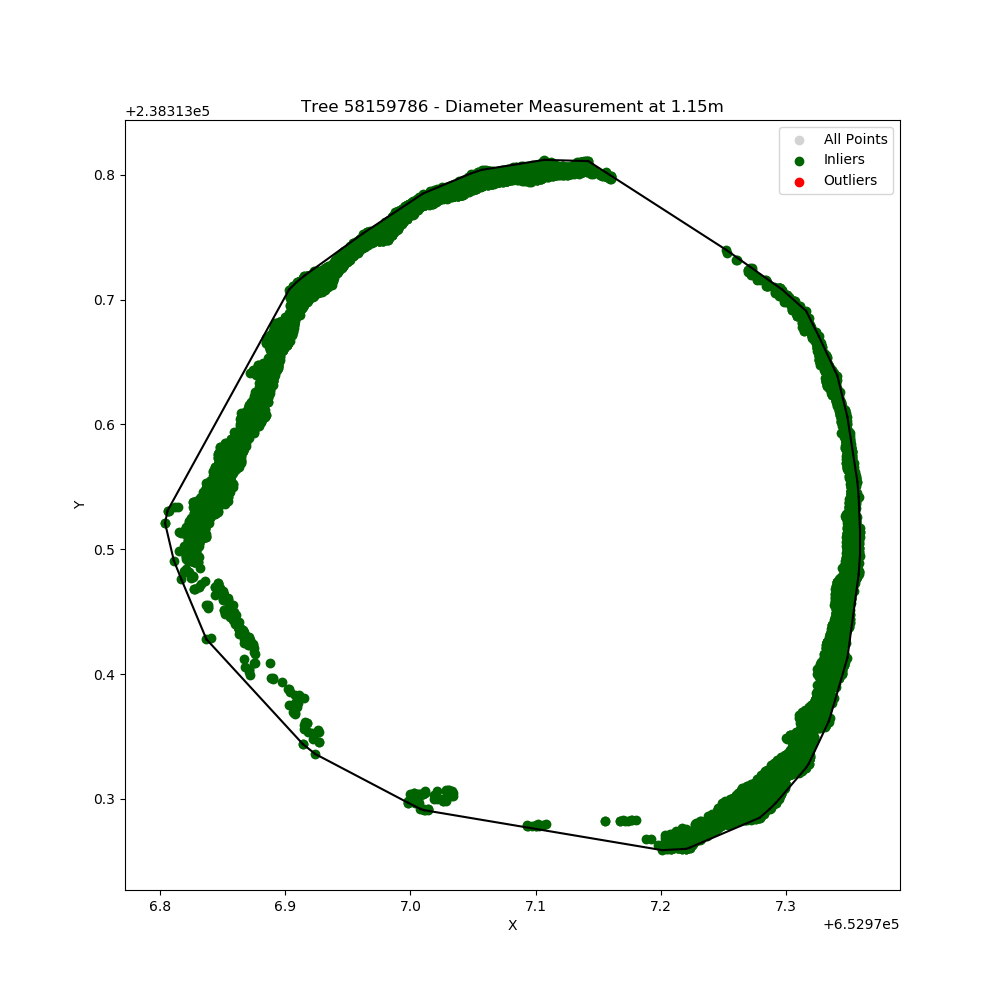 Tree 58159786 - Diameter Measurement at 1.15m
+2.38313e5
All Points
Inliers
Outliers
0.8
0.7
0.6
0.5
0.4
0.3
Y
6.8 6.9 7.0 7.1 7.2 7.3
X
+6.5297e5